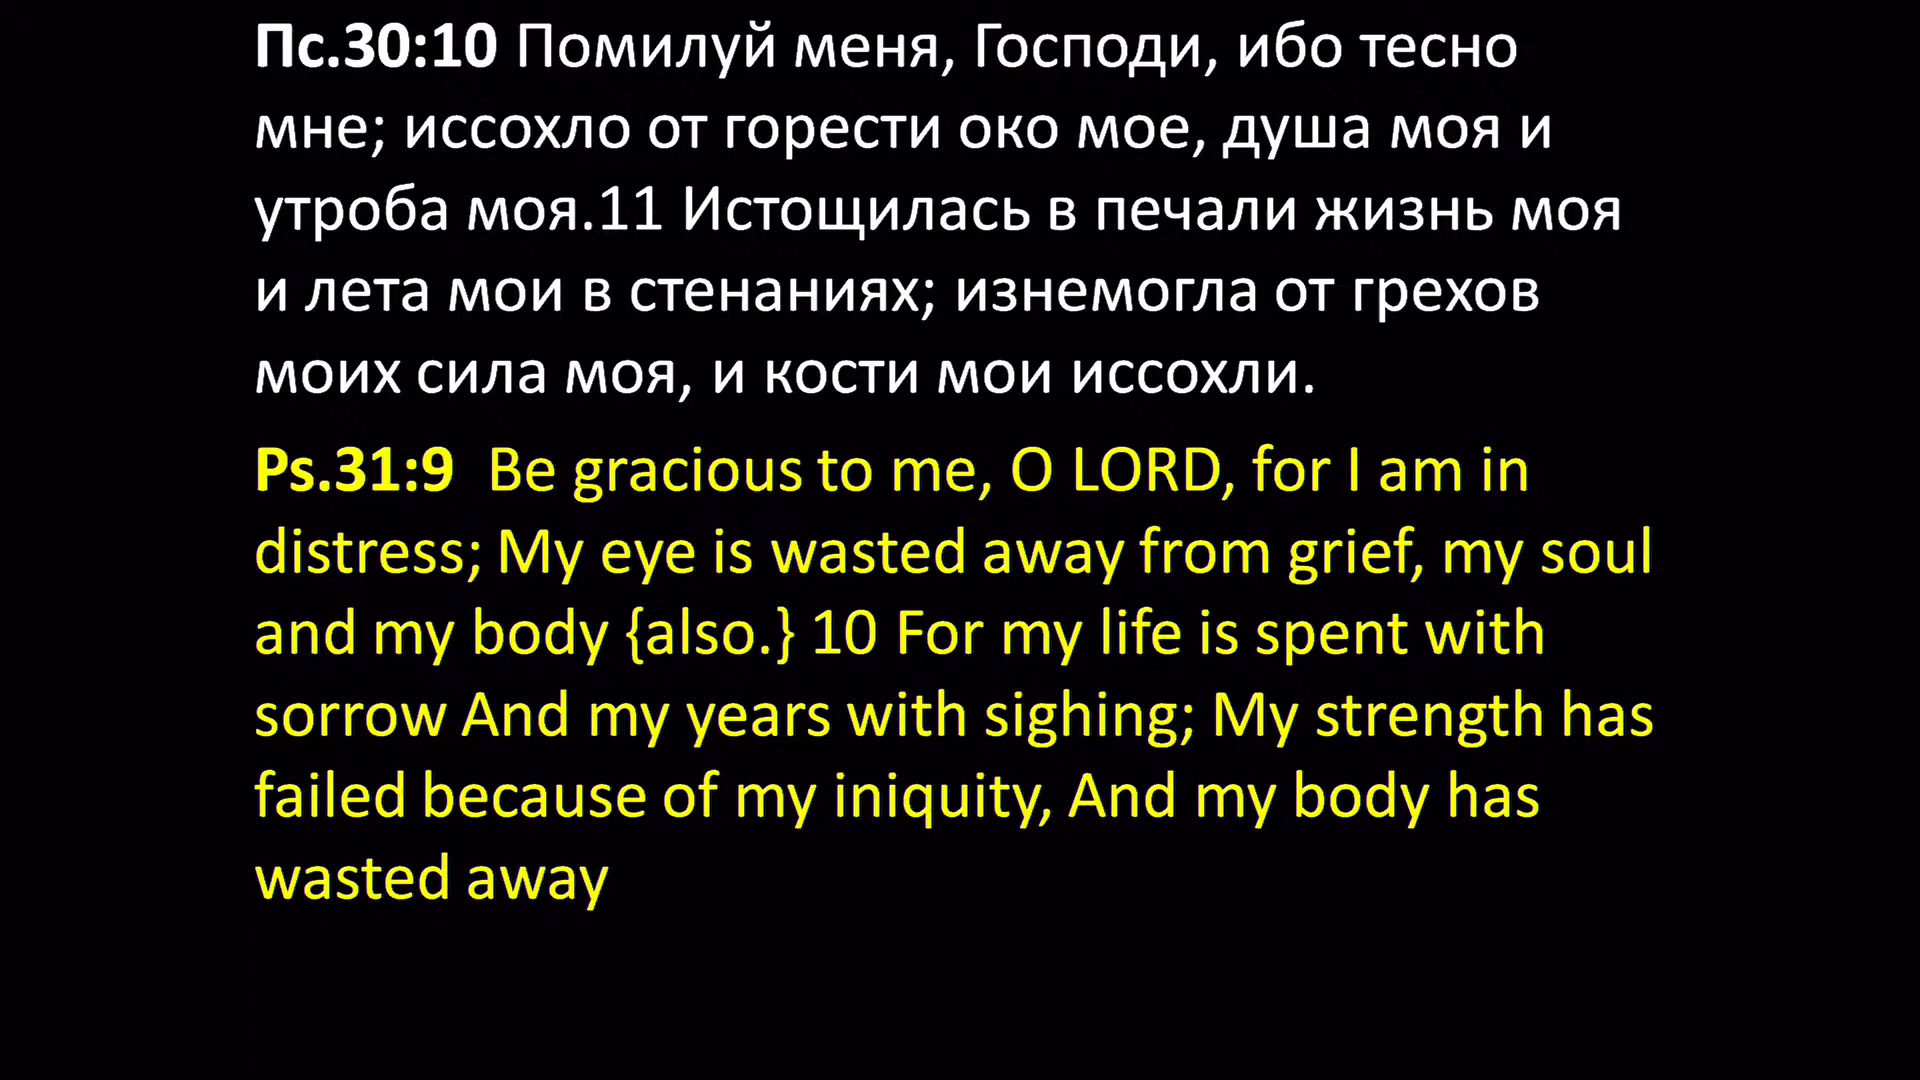 Пс.30:10 Помилуй меня, Господи, ибо тесно
мне; иссохло от горести око мое, душа моя и
утроба моя.11 Истощилась в печали жизнь моя
и лета мои в стенаниях; изнемогла от грехов
моих сила моя, и кости мои иссохли.
Ps.31:9 Be gracious to me, O LORD, for I am in
distress; My eye is wasted away from grief, my soul
and my body {also.} 10 For my life is spent with
sorrow And my years with sighing; My strength has
failed because of my iniquity, And my body has
wasted away